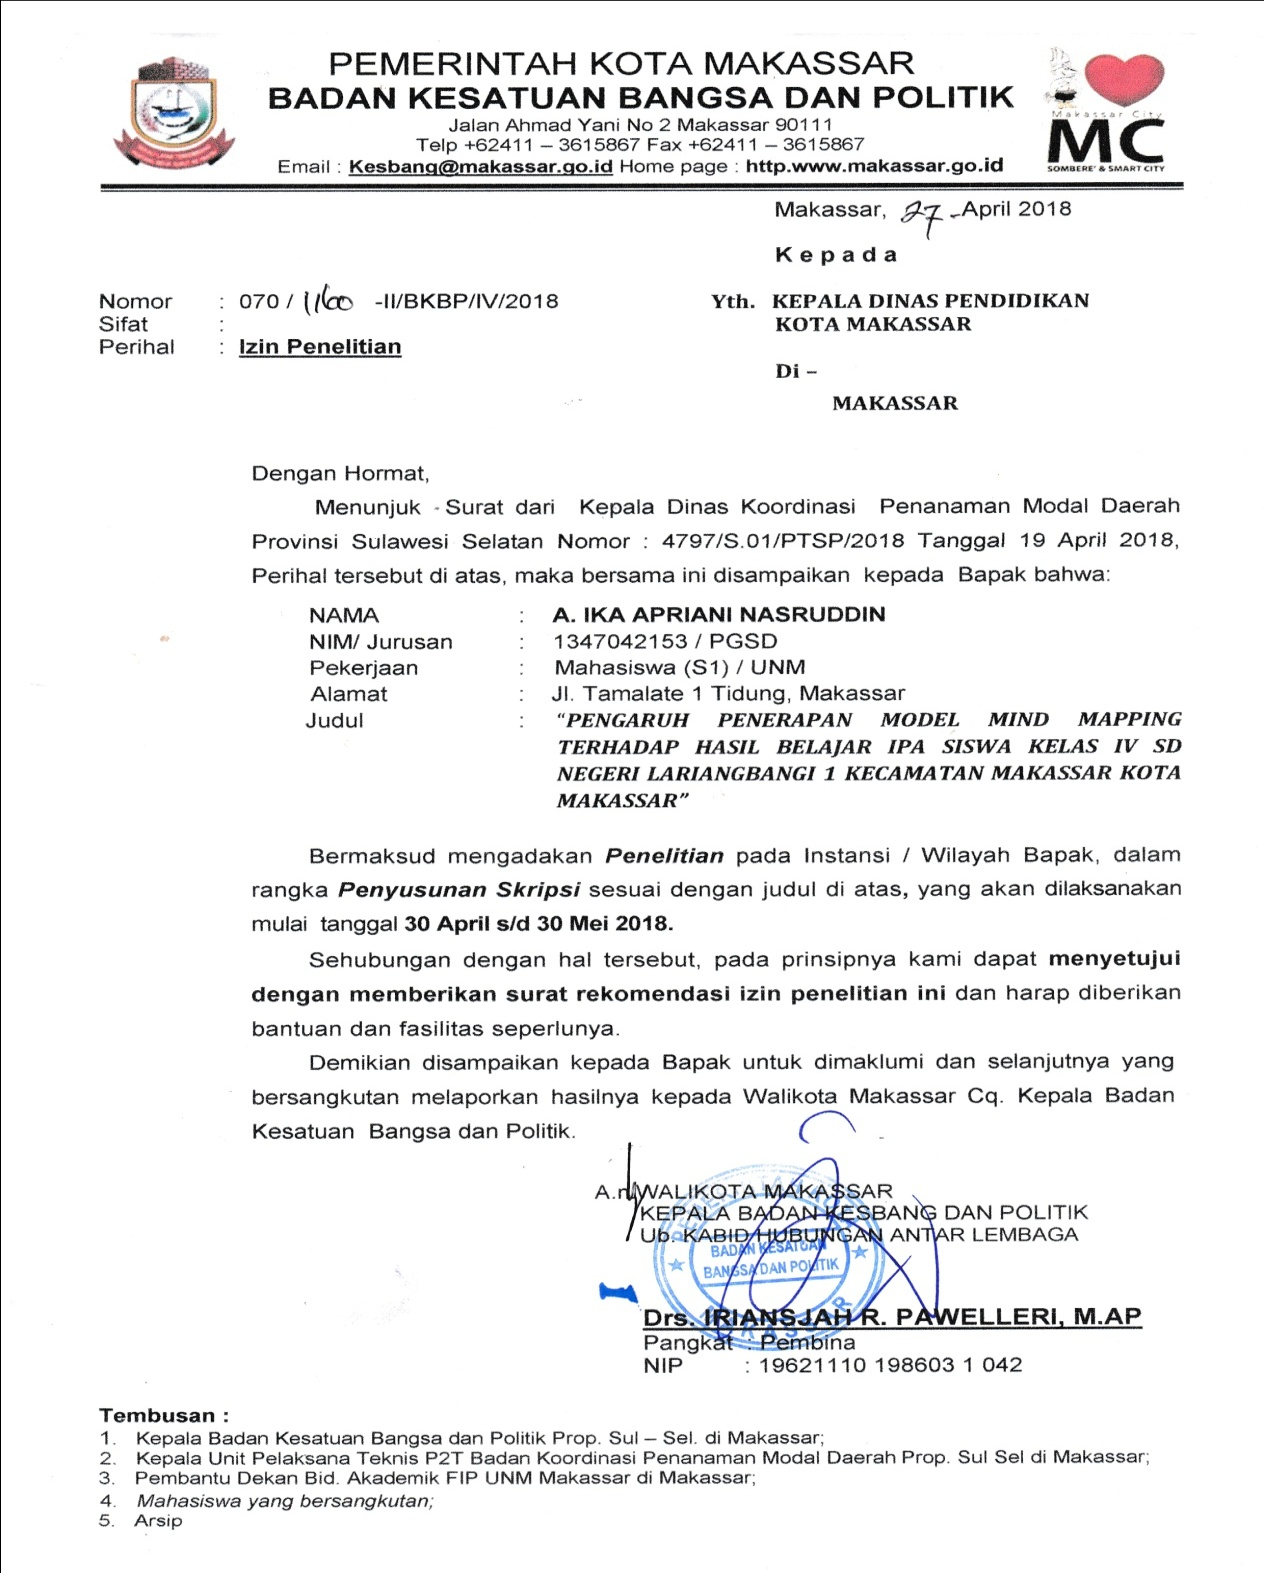 PEMERINTAH KOTA MAKASSAR
BADAN KESATUAN BANGSA DAN POLITIK
Jalan Ahmad Yani No 2 Makassar 90111
Telp +62411 – 3615867 Fax +62411 – 3615867
Email : Kesbang@makassar.go.id Home page : http.www.makassar.go.id
Makassar City
MC
SOMBERE' & SMART CITY
Makassar, 27 - April 2018
Kepada
Nomor : 070 / 1160 -II/BKBP/IV/2018
Sifat :
Perihal : Izin Penelitian
Yth. KEPALA DINAS PENDIDIKAN
KOTA MAKASSAR
Di –
MAKASSAR
Dengan Hormat,
Menunjuk Surat dari Kepala Dinas Koordinasi Penanaman Modal Daerah
Provinsi Sulawesi Selatan Nomor : 4797/S.01/PTSP/2018 Tanggal 19 April 2018,
Perihal tersebut di atas, maka bersama ini disampaikan kepada Bapak bahwa:
NAMA : A. IKA APRIANI NASRUDDIN
NIM/ Jurusan : 1347042153 / PGSD
Pekerjaan : Mahasiswa (S1) / UNM
Alamat : Jl. Tamalate 1 Tidung, Makassar
Judul : "PENGARUH PENERAPAN MODEL MIND MAPPING
TERHADAP HASIL BELAJAR IPA SISWA KELAS IV SD
NEGERI LARIANGBANGI 1 KECAMATAN MAKASSAR KOTA
MAKASSAR"
Bermaksud mengadakan Penelitian pada Instansi / Wilayah Bapak, dalam
rangka Penyusunan Skripsi sesuai dengan judul di atas, yang akan dilaksanakan
mulai tanggal 30 April s/d 30 Mei 2018.
Sehubungan dengan hal tersebut, pada prinsipnya kami dapat menyetujui
dengan memberikan surat rekomendasi izin penelitian ini dan harap diberikan
bantuan dan fasilitas seperlunya.
Demikian disampaikan kepada Bapak untuk dimaklumi dan selanjutnya yang
bersangkutan melaporkan hasilnya kepada Walikota Makassar Cq. Kepala Badan
Kesatuan Bangsa dan Politik.
A.n WALIKOTA MAKASSAR
KEPALA BADAN KESBANG DAN POLITIK
Ub. KABID HUBUNGAN ANTAR LEMBAGA
BADAN KESATUAN
BANGSA DAN POLITIK
MAKASSAR
Drs. IRIANSJAH R. PAWELLERI, M.AP
Pangkat : Pembina
NIP : 19621110 198603 1 042
Tembusan :
1. Kepala Badan Kesatuan Bangsa dan Politik Prop. Sul – Sel. di Makassar;
2. Kepala Unit Pelaksana Teknis P2T Badan Koordinasi Penanaman Modal Daerah Prop. Sul Sel di Makassar;
3. Pembantu Dekan Bid. Akademik FIP UNM Makassar di Makassar;
4. Mahasiswa yang bersangkutan;
5. Arsip